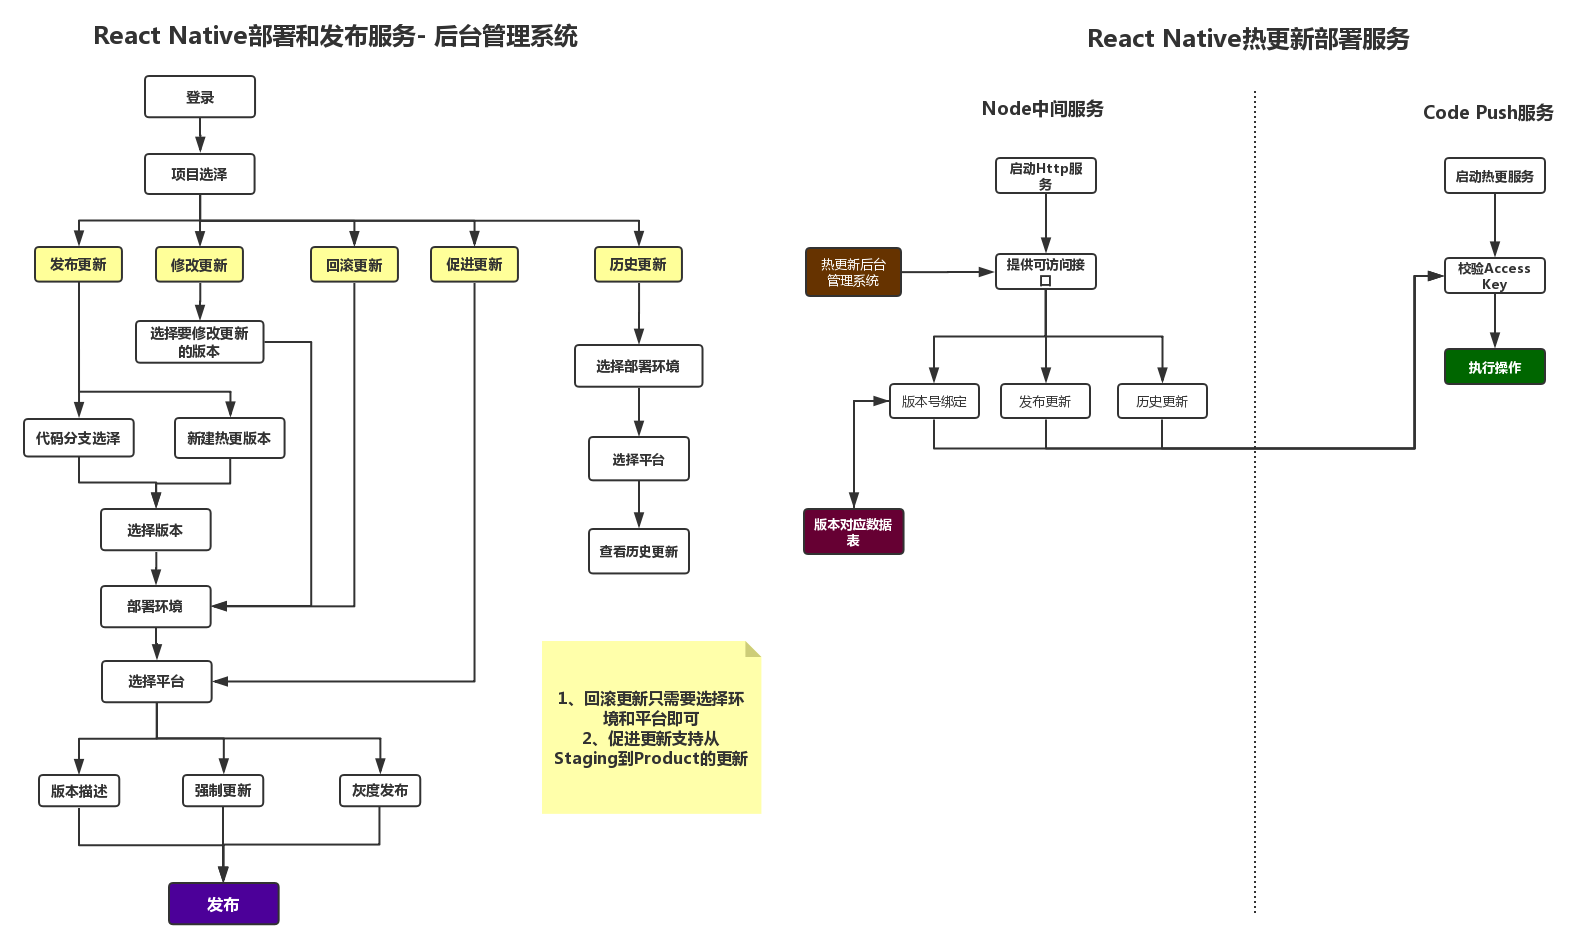 React Native部署和发布服务- 后台管理系统
登录
项目选泽
发布更新
修改更新
回滚更新
促进更新
历史更新
选择要修改更新
的版本
选择部署环境
代码分支选泽
新建热更版本
选择平台
选择版本
查看历史更新
部署环境
选择平台
1、回滚更新只需要选择环
境和平台即可
2、促进更新支持从
Staging到Product的更新
版本描述
强制更新
灰度发布
发布
React Native热更新部署服务
Node中间服务
Code Push服务
启动Http服
务
启动热更服务
热更新后台
管理系统
提供可访问接
口
校验Access
Key
执行操作
版本号绑定
发布更新
历史更新
版本对应数据
表